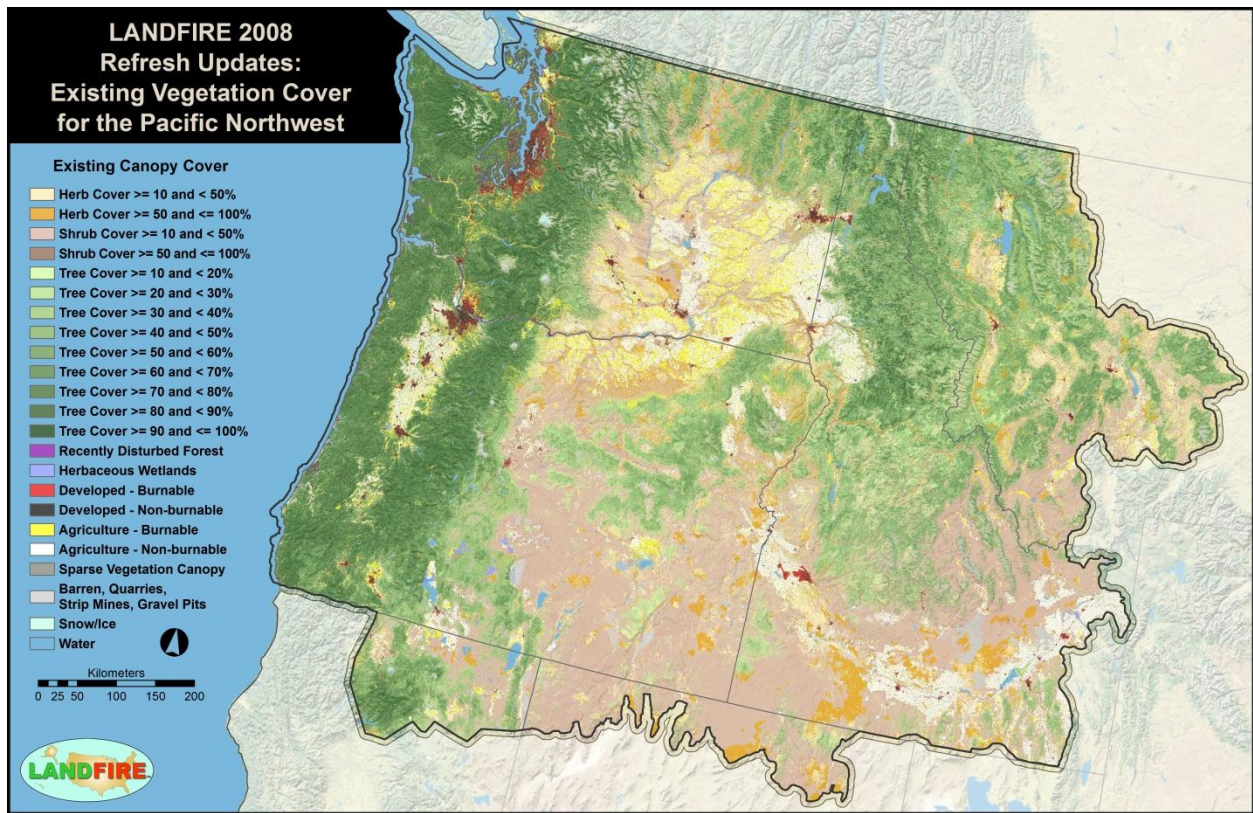 LANDFIRE 2008
Refresh Updates:
Existing Vegetation Cover
for the Pacific Northwest
Existing Canopy Cover
Herb Cover >= 10 and < 50%
Herb Cover >= 50 and <= 100%
Shrub Cover >= 10 and < 50%
Shrub Cover >= 50 and <= 100%
Tree Cover >= 10 and < 20%
Tree Cover >= 20 and < 30%
Tree Cover >= 30 and < 40%
Tree Cover >= 40 and < 50%
Tree Cover >= 50 and < 60%
Tree Cover >= 60 and < 70%
Tree Cover >= 70 and < 80%
Tree Cover >= 80 and < 90%
Tree Cover >= 90 and <= 100%
Recently Disturbed Forest
Herbaceous Wetlands
Developed - Burnable
Developed - Non-burnable
Agriculture - Burnable
Agriculture - Non-burnable
Sparse Vegetation Canopy
Barren, Quarries,
Strip Mines, Gravel Pits
Snow/Ice
Water
Kilometers
0 25 50 100 150 200
LANDFIRE